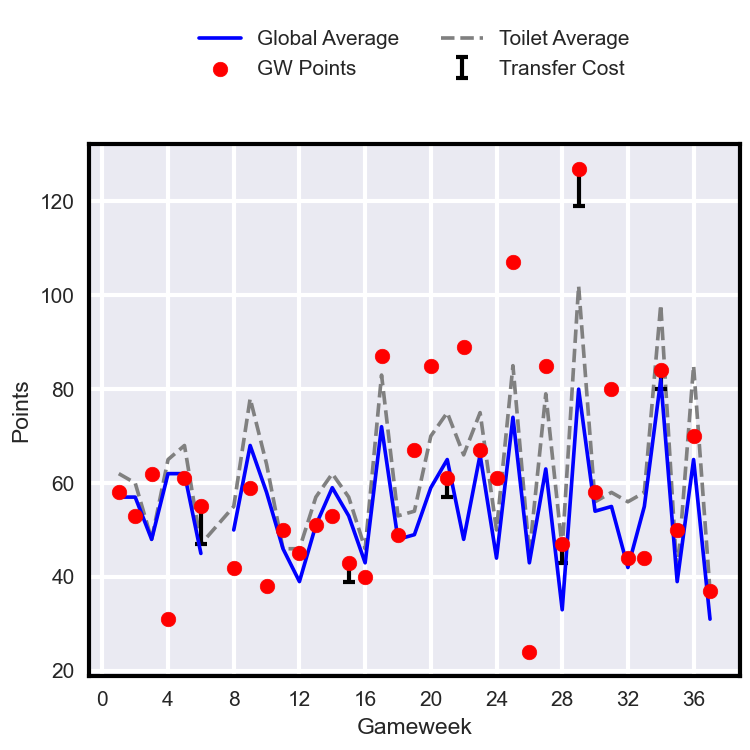 Global Average
Toilet Average
GW Points
Transfer Cost
120
100
80
60
40
20
Points
0 4 8 12 16 20 24 28 32 36
Gameweek